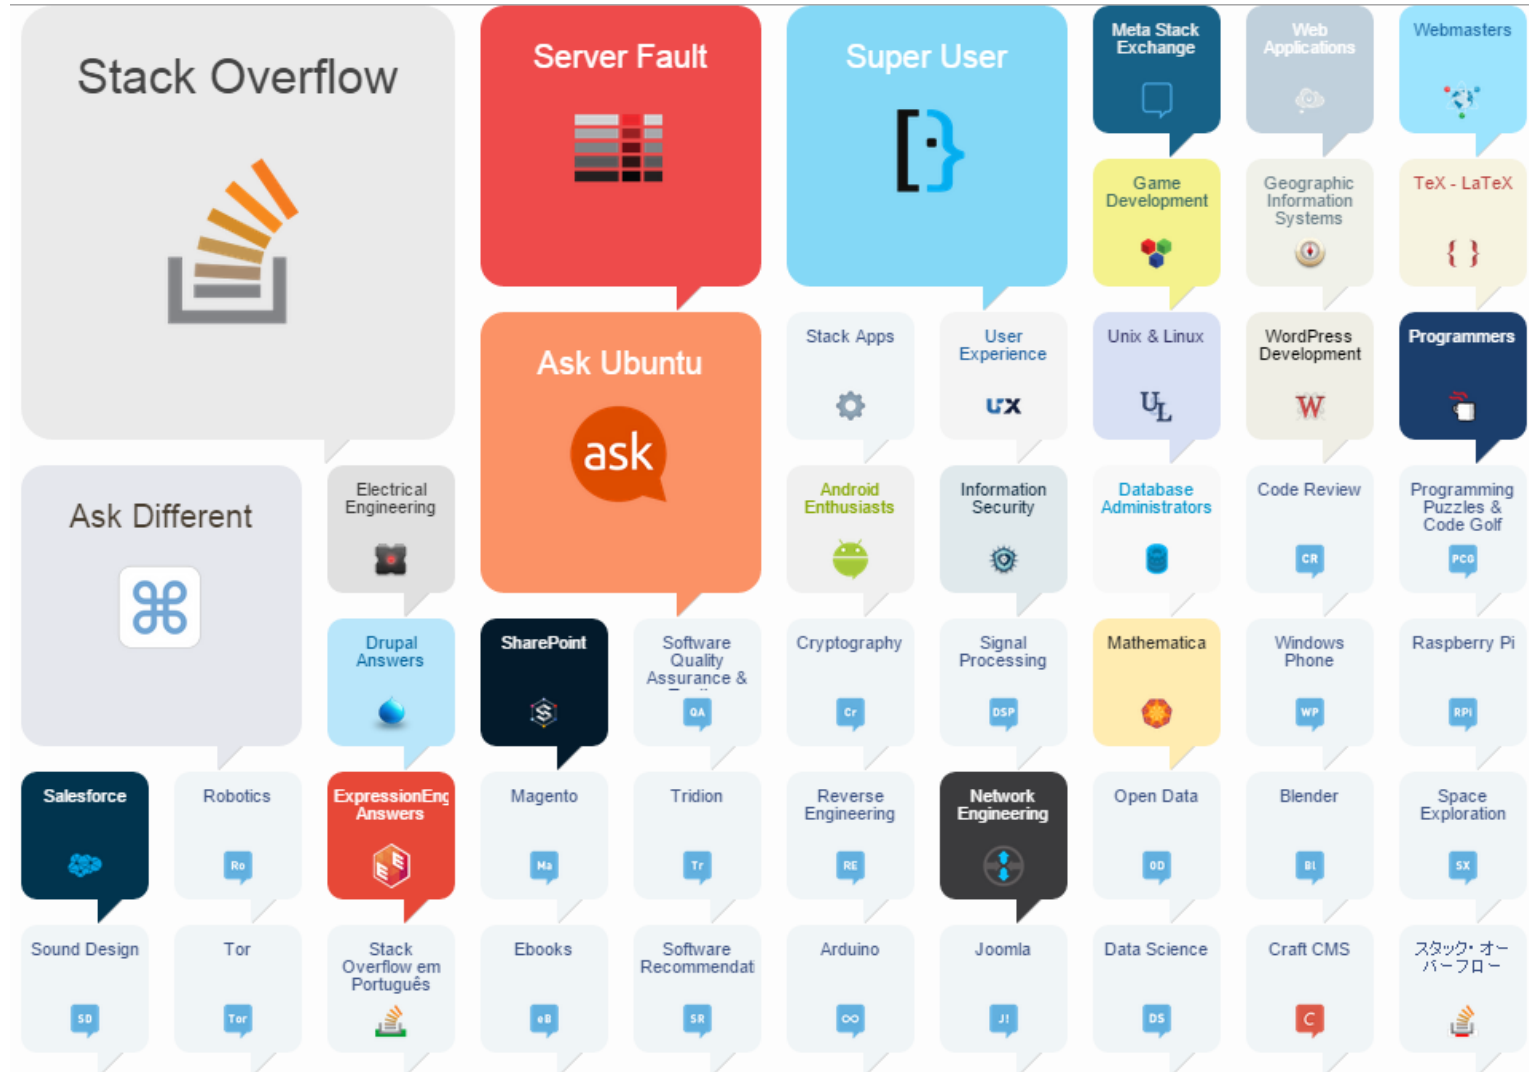 Stack Overflow
Server Fault
Super User
Meta Stack
Exchange
Web
Applications
Webmasters
Game
Development
Geographic
Information
Systems
TeX - LaTeX
{ }
Ask Ubuntu
ask
Stack Apps
User
Experience
UX
Unix & Linux
UL
WordPress
Development
W
Programmers
Ask Different
Electrical
Engineering
Android
Enthusiasts
Information
Security
Database
Administrators
Code Review
CR
Programming
Puzzles &
Code Golf
PCG
Drupal
Answers
SharePoint
S
Software
Quality
Assurance &
QA
Cryptography
Cr
Signal
Processing
DSP
Mathematica
Windows
Phone
WP
Raspberry Pi
RPi
Salesforce
Robotics
Ro
ExpressionEng
Answers
EE
Magento
Ma
Tridion
Tr
Reverse
Engineering
RE
Network
Engineering
Open Data
OD
Blender
Bl
Space
Exploration
SX
Sound Design
SD
Tor
Tor
Stack
Overflow em
Português
Ebooks
eB
Software
Recommendat
SR
Arduino
Joomla
J!
Data Science
DS
Craft CMS
C
スタック・オー
バーフロー